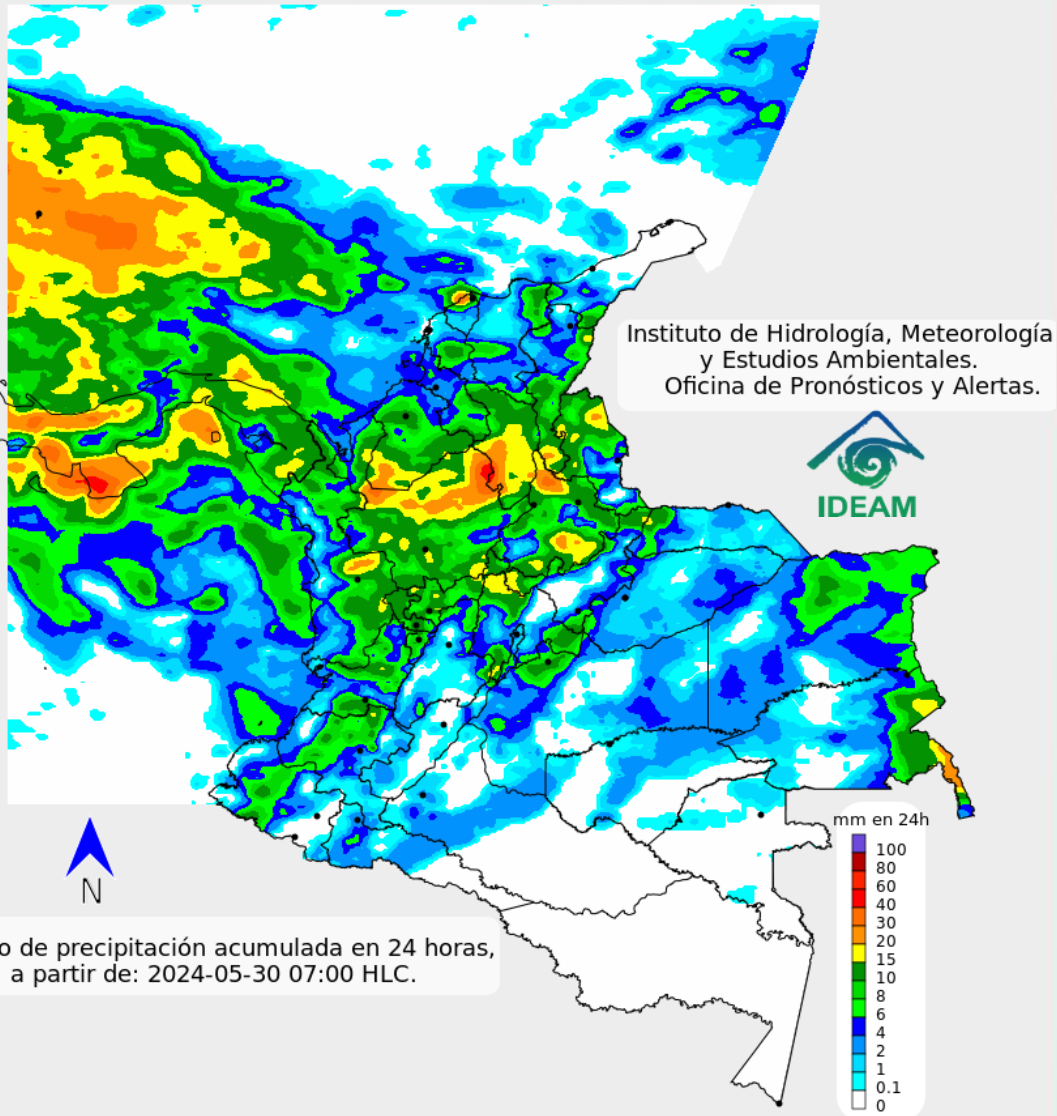 Instituto de Hidrología, Meteorología
y Estudios Ambientales.
Oficina de Pronósticos y Alertas.
IDEAM
N
o de precipitación acumulada en 24 horas,
a partir de: 2024-05-30 07:00 HLC.
mm en 24h
100
80
60
40
30
20
15
10
8
6
4
2
1
0.1
0